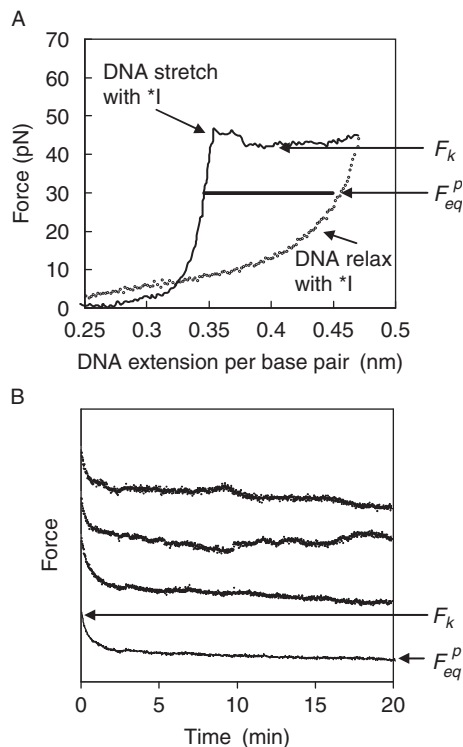 A
DNA stretch
with *I
F_k
F_eq^p
DNA relax
with *I
Force (pN)
70
60
50
40
30
20
10
0
0.25 0.3 0.35 0.4 0.45 0.5
DNA extension per base pair (nm)
B
Force
F_k
F_eq^p
0 5 10 15 20
Time (min)